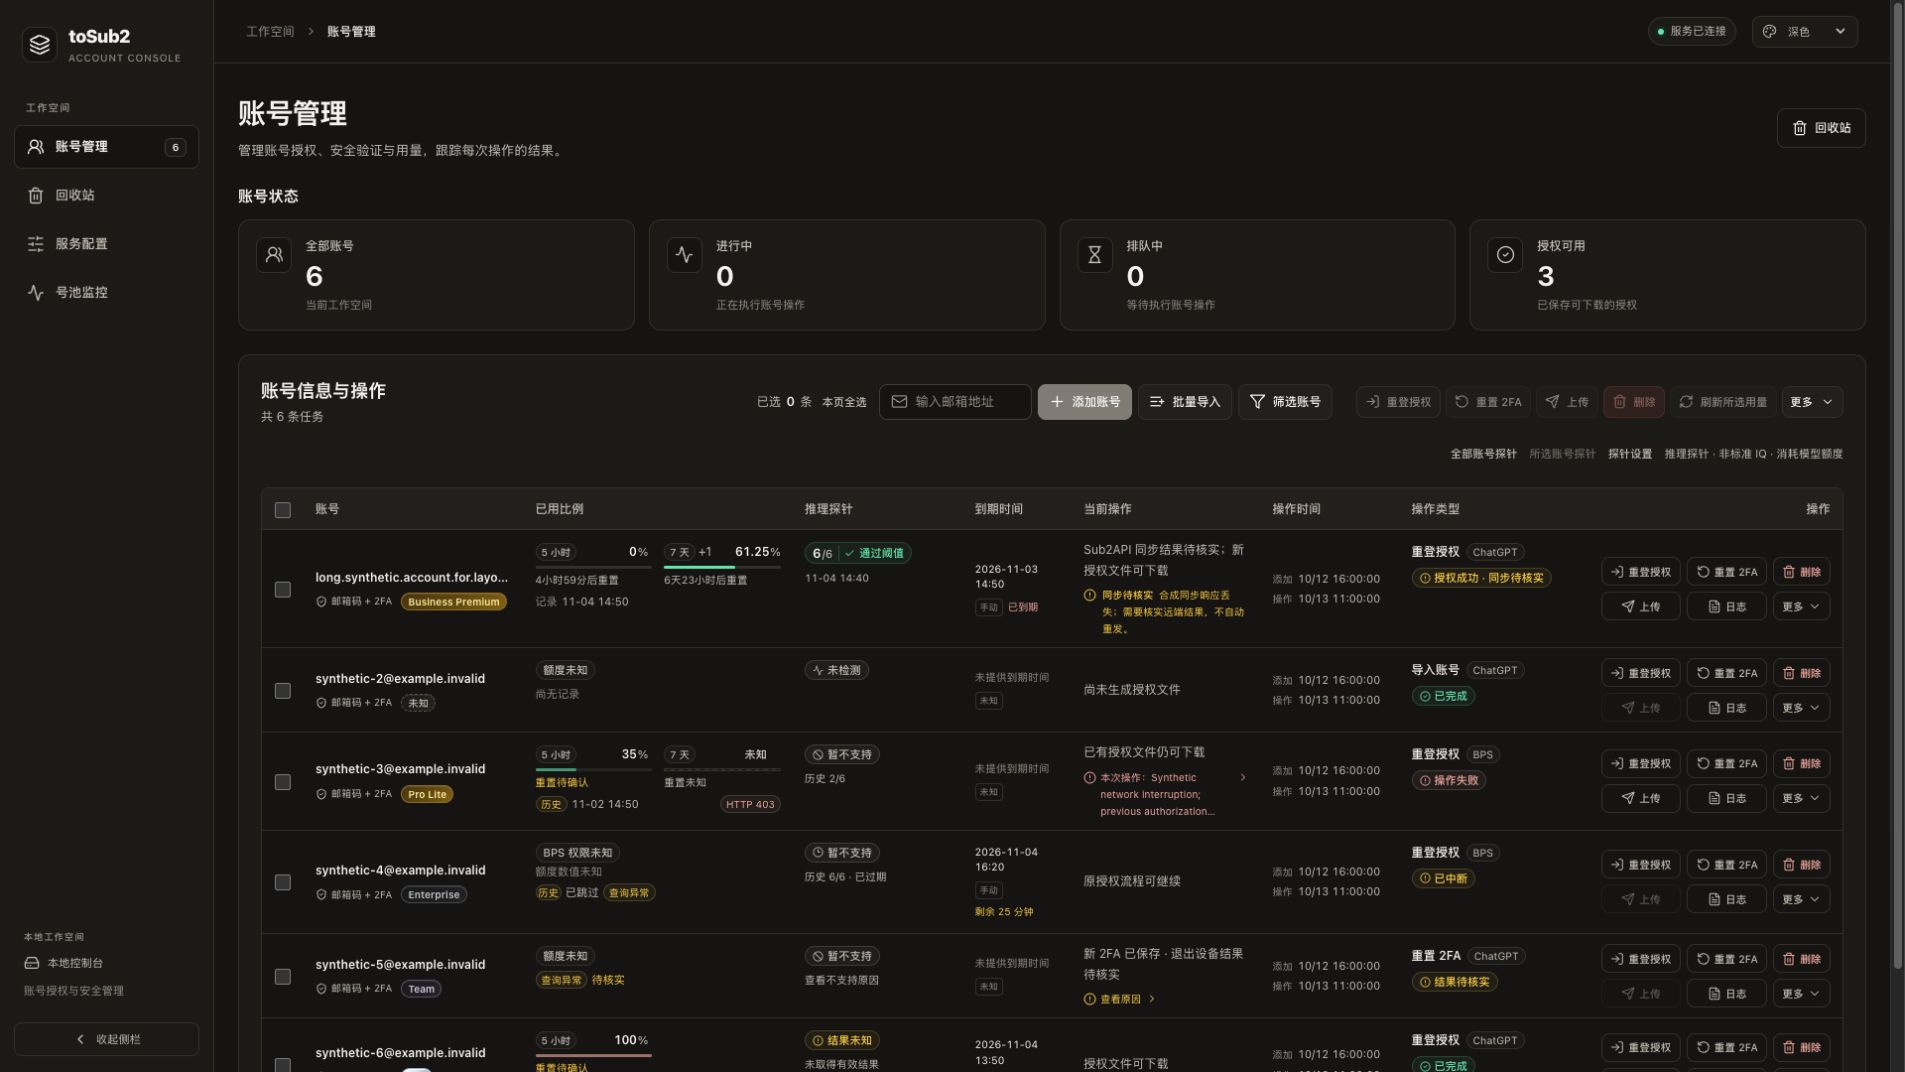 toSub2
ACCOUNT CONSOLE
工作空间
账号管理
6
回收站
服务配置
号池监控
本地工作空间
本地控制台
账号授权与安全管理
收起侧栏
工作空间 > 账号管理
服务已连接
深色
账号管理
管理账号授权、安全验证与用量，跟踪每次操作的结果。
回收站
账号状态
全部账号
6
当前工作空间
进行中
0
正在执行账号操作
排队中
0
等待执行账号操作
授权可用
3
已保存可下载的授权
账号信息与操作
共 6 条任务
已选 0 条 本页全选 输入邮箱地址 添加账号 批量导入 筛选账号 重登授权 重置 2FA 上传 删除 刷新所选用量 更多
全部账号探针 所选账号探针 探针设置 推理探针 · 非标准 IQ · 消耗模型额度
账号 已用比例 推理探针 到期时间 当前操作 操作时间 操作类型 操作
long.synthetic.account.for.layo...
邮箱码 + 2FA Business Premium
5 小时 0%
4小时59分后重置
记录 11-04 14:50
7 天 +1 61.25%
6天23小时后重置
6/6 通过阈值
11-04 14:40
2026-11-03
14:50
手动 已到期
Sub2API 同步结果待核实；新
授权文件可下载
同步待核实 合成同步响应丢
失；需要核实远端结果，不自动
重发。
添加 10/12 16:00:00
操作 10/13 11:00:00
重登授权 ChatGPT
授权成功 · 同步待核实
重登授权 重置 2FA 删除
上传 日志 更多
synthetic-2@example.invalid
邮箱码 + 2FA 未知
额度未知
尚无记录
未检测
未提供到期时间
未知
尚未生成授权文件
添加 10/12 16:00:00
操作 10/13 11:00:00
导入账号 ChatGPT
已完成
重登授权 重置 2FA 删除
上传 日志 更多
synthetic-3@example.invalid
邮箱码 + 2FA Pro Lite
5 小时 35%
重置待确认
历史 11-02 14:50
7 天 未知
重置未知
HTTP 403
暂不支持
历史 2/6
未提供到期时间
未知
已有授权文件仍可下载
本次操作：Synthetic
network interruption;
previous authorization...
添加 10/12 16:00:00
操作 10/13 11:00:00
重登授权 BPS
操作失败
重登授权 重置 2FA 删除
上传 日志 更多
synthetic-4@example.invalid
邮箱码 + 2FA Enterprise
BPS 权限未知
额度数值未知
历史 已跳过 查询异常
暂不支持
历史 6/6 · 已过期
2026-11-04
16:20
手动
剩余 25 分钟
原授权流程可继续
添加 10/12 16:00:00
操作 10/13 11:00:00
重登授权 BPS
已中断
重登授权 重置 2FA 删除
上传 日志 更多
synthetic-5@example.invalid
邮箱码 + 2FA Team
额度未知
查询异常 待核实
暂不支持
查看不支持原因
未提供到期时间
未知
新 2FA 已保存 · 退出设备结果
待核实
查看原因
添加 10/12 16:00:00
操作 10/13 11:00:00
重置 2FA ChatGPT
结果待核实
重登授权 重置 2FA 删除
上传 日志 更多
synthetic-6@example.invalid
5 小时 100%
重置待确认
结果未知
未取得有效结果
2026-11-04
13:50
授权文件可下载
添加 10/12 16:00:00
重登授权 ChatGPT
已完成
重登授权 重置 2FA 删除